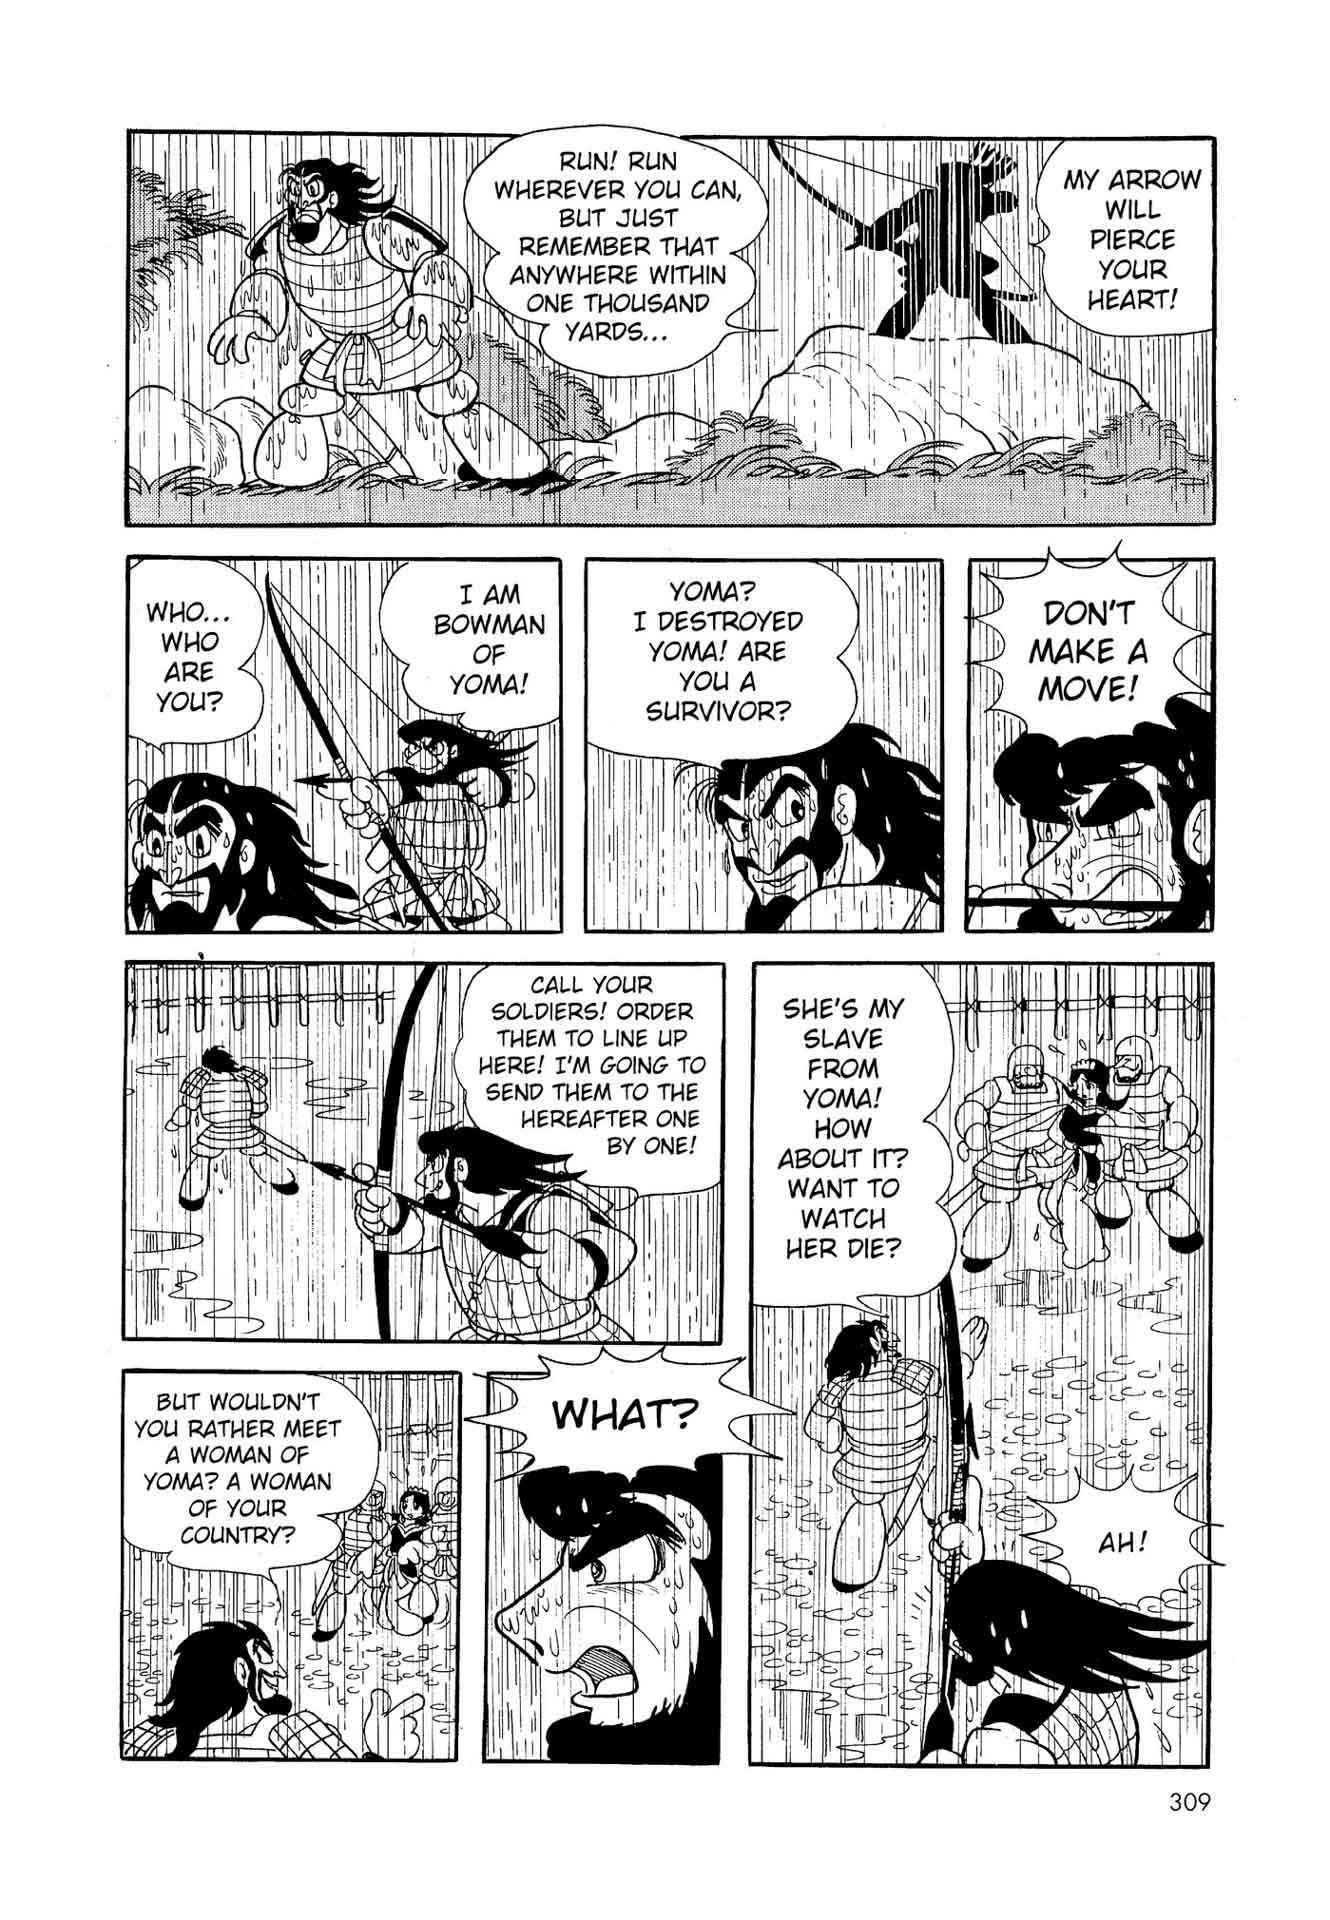 RUN! RUN
WHEREVER YOU CAN,
BUT JUST
REMEMBER THAT
ANYWHERE WITHIN
ONE THOUSAND
YARDS...
MY ARROW
WILL
PIERCE
YOUR
HEART!
WHO...
WHO
ARE
YOU?
I AM
BOWMAN
OF
YOMA!
YOMA?
I DESTROYED
YOMA! ARE
YOU A
SURVIVOR?
DON'T
MAKE A
MOVE!
CALL YOUR
SOLDIERS! ORDER
THEM TO LINE UP
HERE! I'M GOING TO
SEND THEM TO THE
HEREAFTER ONE
BY ONE!
BUT WOULDN'T
YOU RATHER MEET
A WOMAN OF
YOMA? A WOMAN
OF YOUR
COUNTRY?
WHAT?
SHE'S MY
SLAVE
FROM
YOMA!
HOW
ABOUT IT?
WANT TO
WATCH
HER DIE?
AH!
309